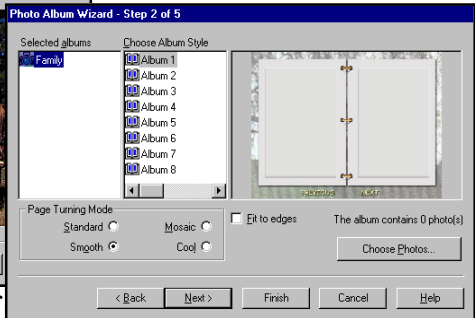 Photo Album Wizard - Step 2 of 5
Selected albums
Choose Album Style
Family
Album 1
Album 2
Album 3
Album 4
Album 5
Album 6
Album 7
Album 8
PREVIOUS NEXT
Page Turning Mode
Standard
Mosaic
Smooth
Cool
Fit to edges
The album contains 0 photo(s)
Choose Photos...
< Back
Next >
Finish
Cancel
Help